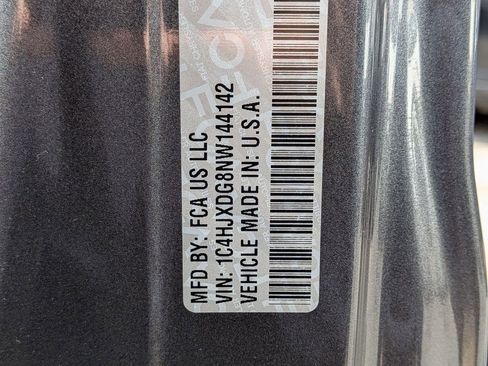 MFD BY: FCA US LLC
VIN: 1C4HJXDG8NW144142
VEHICLE MADE IN: U.S.A.